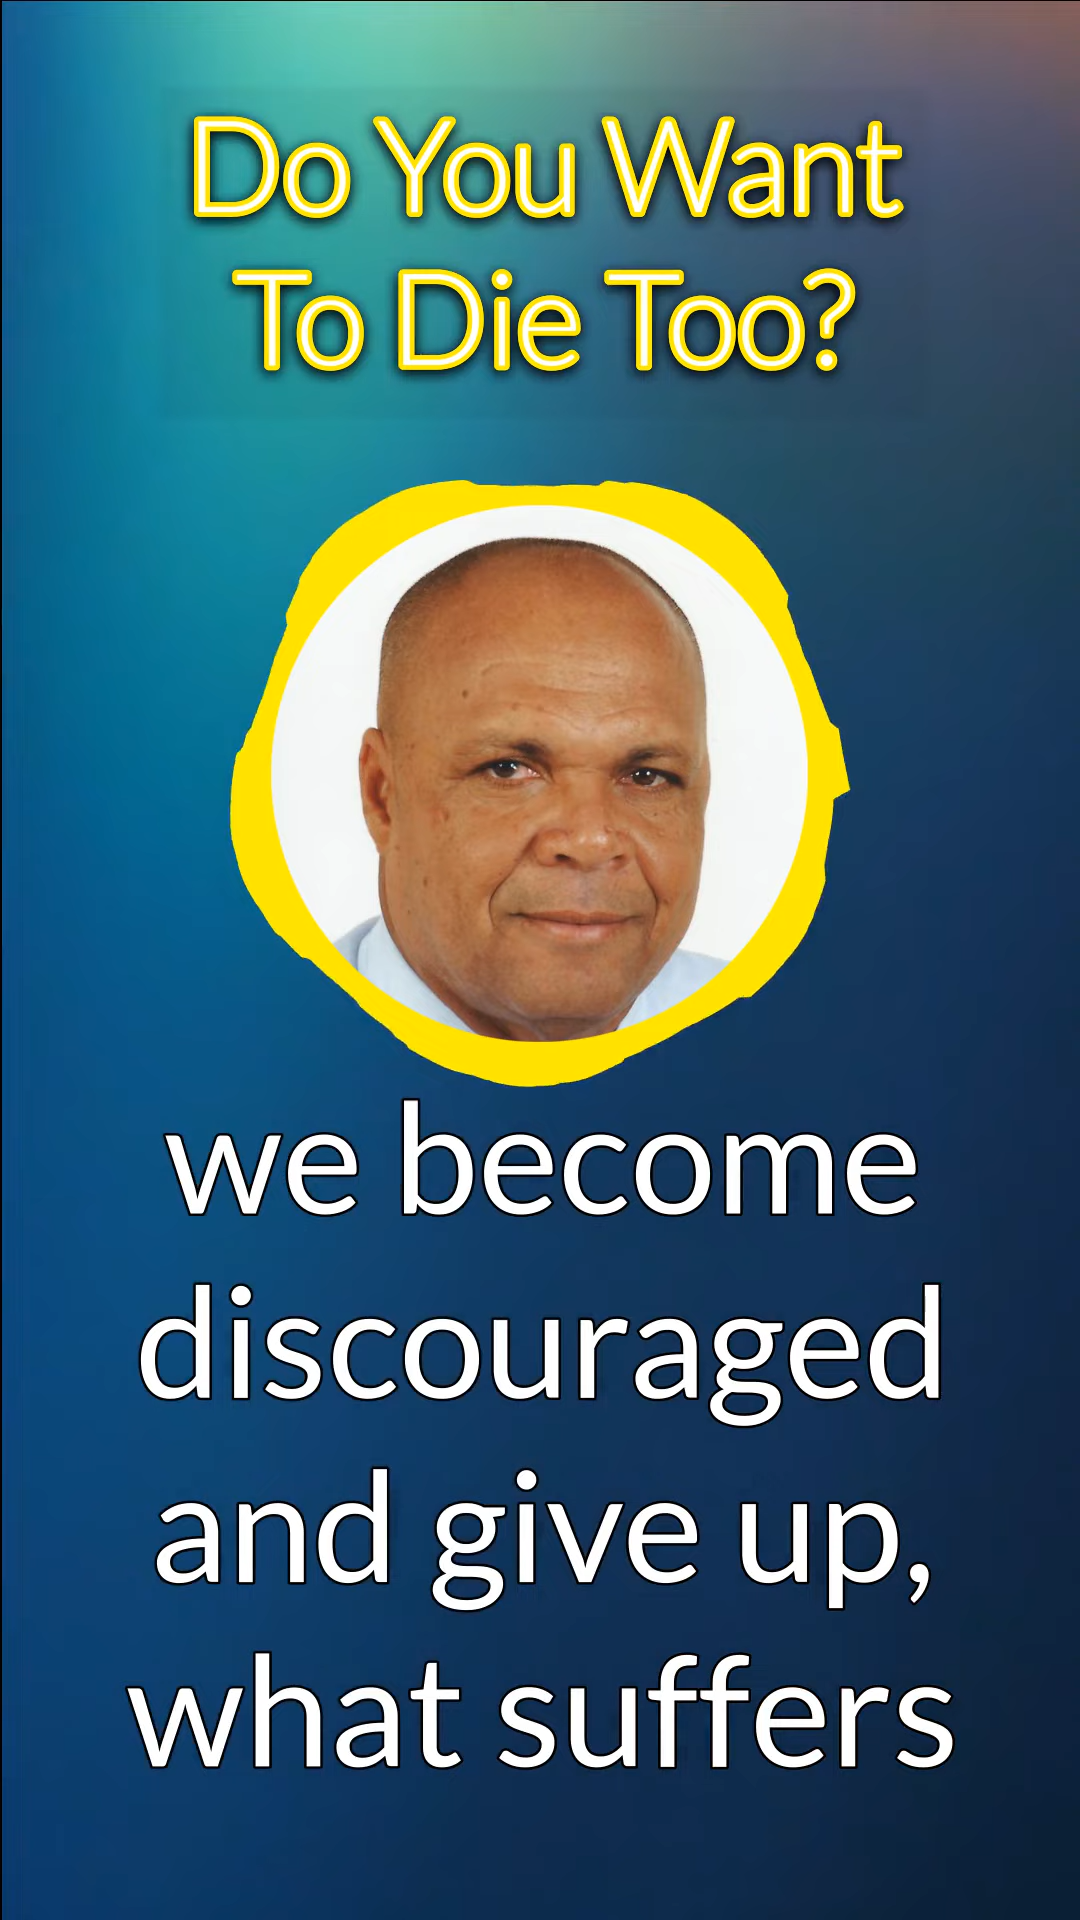 Do You Want
To Die Too?
we become
discouraged
and give up,
what suffers